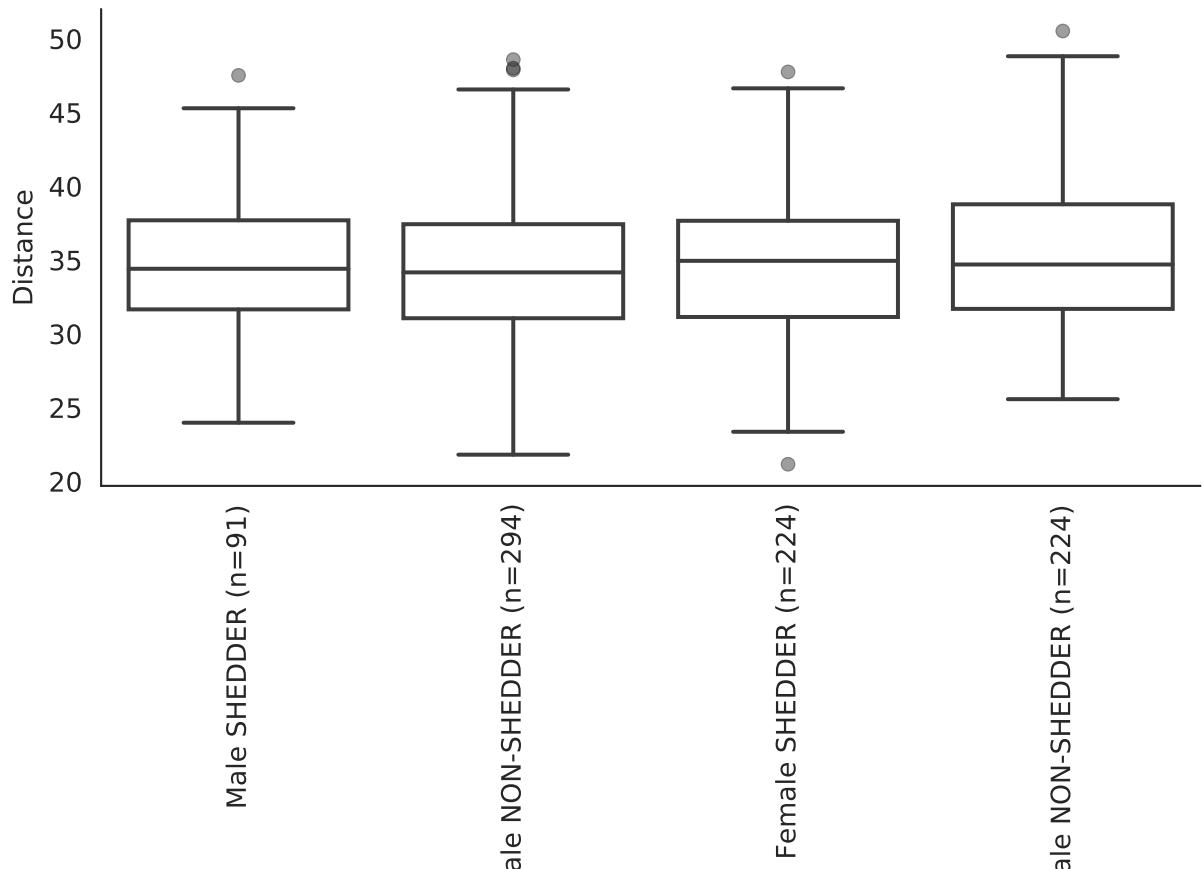 50
45
40
35
30
25
20
Distance
Male SHEDDER (n=91)
ale NON-SHEDDER (n=294)
Female SHEDDER (n=224)
ale NON-SHEDDER (n=224)